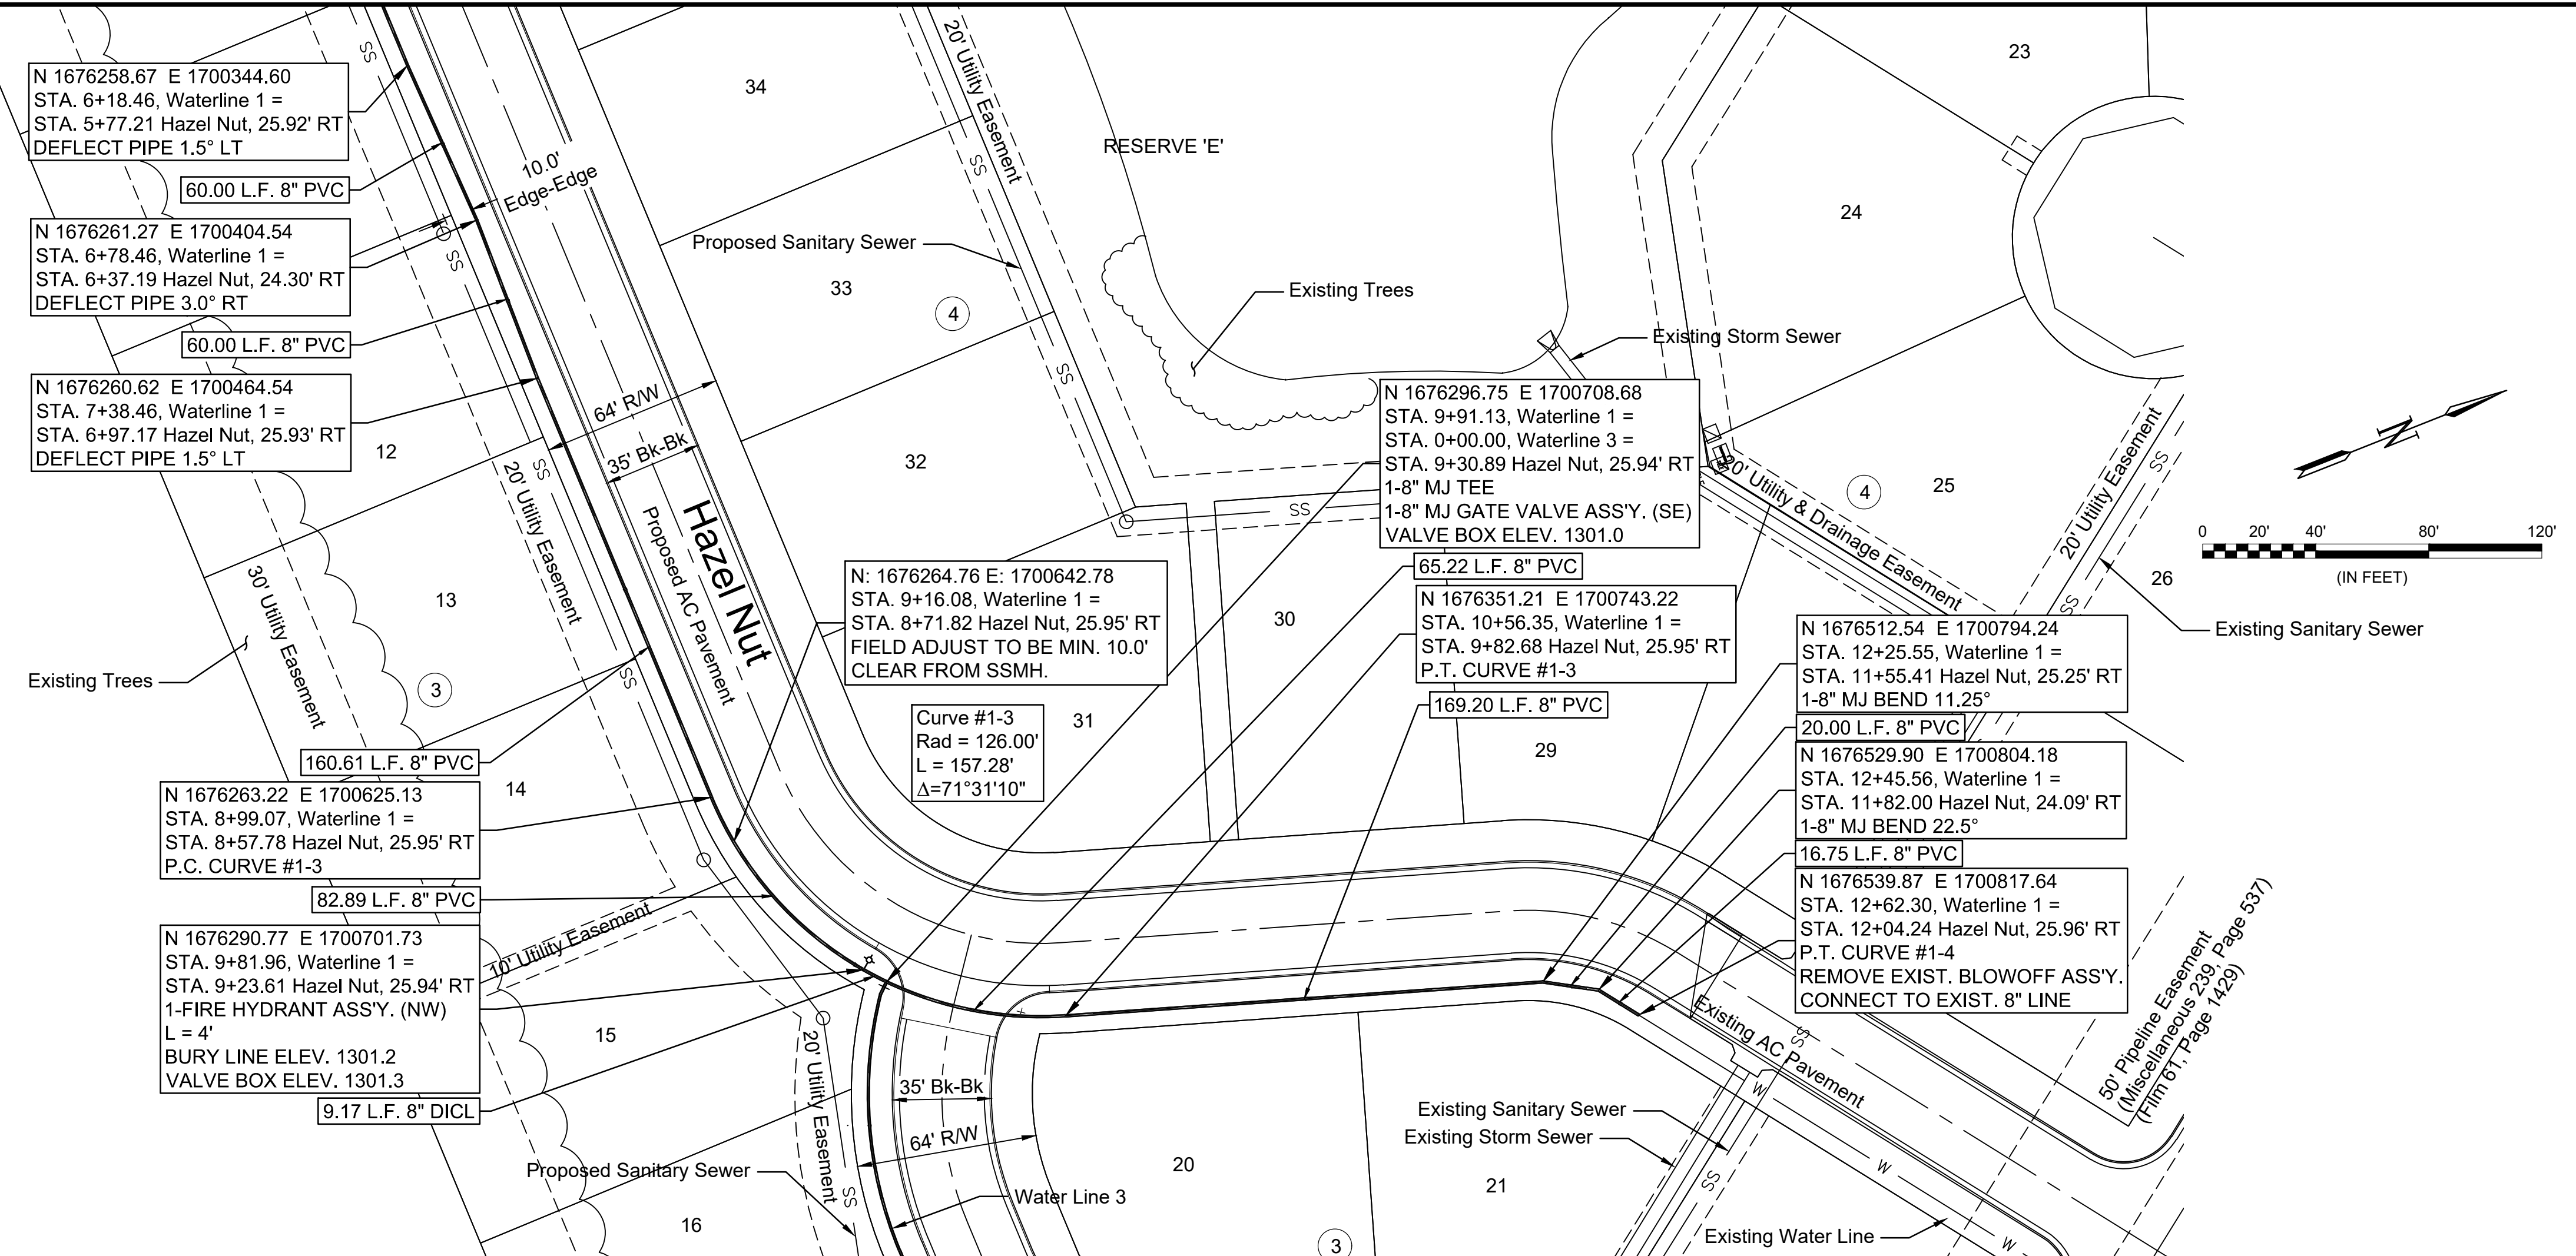 N 1676258.67  E 1700344.60
STA. 6+18.46, Waterline 1 =
STA. 5+77.21 Hazel Nut, 25.92' RT
DEFLECT PIPE 1.5° LT
60.00 L.F. 8" PVC
N 1676261.27  E 1700404.54
STA. 6+78.46, Waterline 1 =
STA. 6+37.19 Hazel Nut, 24.30' RT
DEFLECT PIPE 3.0° RT
60.00 L.F. 8" PVC
N 1676260.62  E 1700464.54
STA. 7+38.46, Waterline 1 =
STA. 6+97.17 Hazel Nut, 25.93' RT
DEFLECT PIPE 1.5° LT
SS
SS
SS
SS
10.0'
Edge-Edge
64' R/W
35' Bk-Bk
Proposed AC Pavement
Hazel Nut
20' Utility Easement
30' Utility Easement
Existing Trees
12
13
3
14
160.61 L.F. 8" PVC
N 1676263.22  E 1700625.13
STA. 8+99.07, Waterline 1 =
STA. 8+57.78 Hazel Nut, 25.95' RT
P.C. CURVE #1-3
82.89 L.F. 8" PVC
N 1676290.77  E 1700701.73
STA. 9+81.96, Waterline 1 =
STA. 9+23.61 Hazel Nut, 25.94' RT
1-FIRE HYDRANT ASS'Y. (NW)
L = 4'
BURY LINE ELEV. 1301.2
VALVE BOX ELEV. 1301.3
9.17 L.F. 8" DICL
10' Utility Easement
15
16
20' Utility Easement
SS
Proposed Sanitary Sewer
35' Bk-Bk
64' R/W
Water Line 3
34
33
4
32
20' Utility Easement
SS
SS
SS
Proposed Sanitary Sewer
RESERVE 'E'
Existing Trees
Existing Storm Sewer
N: 1676264.76 E: 1700642.78
STA. 9+16.08, Waterline 1 =
STA. 8+71.82 Hazel Nut, 25.95' RT
FIELD ADJUST TO BE MIN. 10.0'
CLEAR FROM SSMH.
Curve #1-3
Rad = 126.00'
L = 157.28'
Δ=71°31'10"
31
30
29
N 1676296.75  E 1700708.68
STA. 9+91.13, Waterline 1 =
STA. 0+00.00, Waterline 3 =
STA. 9+30.89 Hazel Nut, 25.94' RT
1-8" MJ TEE
1-8" MJ GATE VALVE ASS'Y. (SE)
VALVE BOX ELEV. 1301.0
65.22 L.F. 8" PVC
N 1676351.21  E 1700743.22
STA. 10+56.35, Waterline 1 =
STA. 9+82.68 Hazel Nut, 25.95' RT
P.T. CURVE #1-3
169.20 L.F. 8" PVC
23
24
4
25
26
20' Utility & Drainage Easement
20' Utility Easement
SS
SS
Existing Sanitary Sewer
N
0 20' 40' 80' 120'
(IN FEET)
N 1676512.54  E 1700794.24
STA. 12+25.55, Waterline 1 =
STA. 11+55.41 Hazel Nut, 25.25' RT
1-8" MJ BEND 11.25°
20.00 L.F. 8" PVC
N 1676529.90  E 1700804.18
STA. 12+45.56, Waterline 1 =
STA. 11+82.00 Hazel Nut, 24.09' RT
1-8" MJ BEND 22.5°
16.75 L.F. 8" PVC
N 1676539.87  E 1700817.64
STA. 12+62.30, Waterline 1 =
STA. 12+04.24 Hazel Nut, 25.96' RT
P.T. CURVE #1-4
REMOVE EXIST. BLOWOFF ASS'Y.
CONNECT TO EXIST. 8" LINE
Existing AC Pavement
SS
50' Pipeline Easement
(Miscellaneous 239, Page 537)
(Film 61, Page 1429)
Existing Sanitary Sewer
Existing Storm Sewer
SS
W
W
W
Existing Water Line
20
21
3